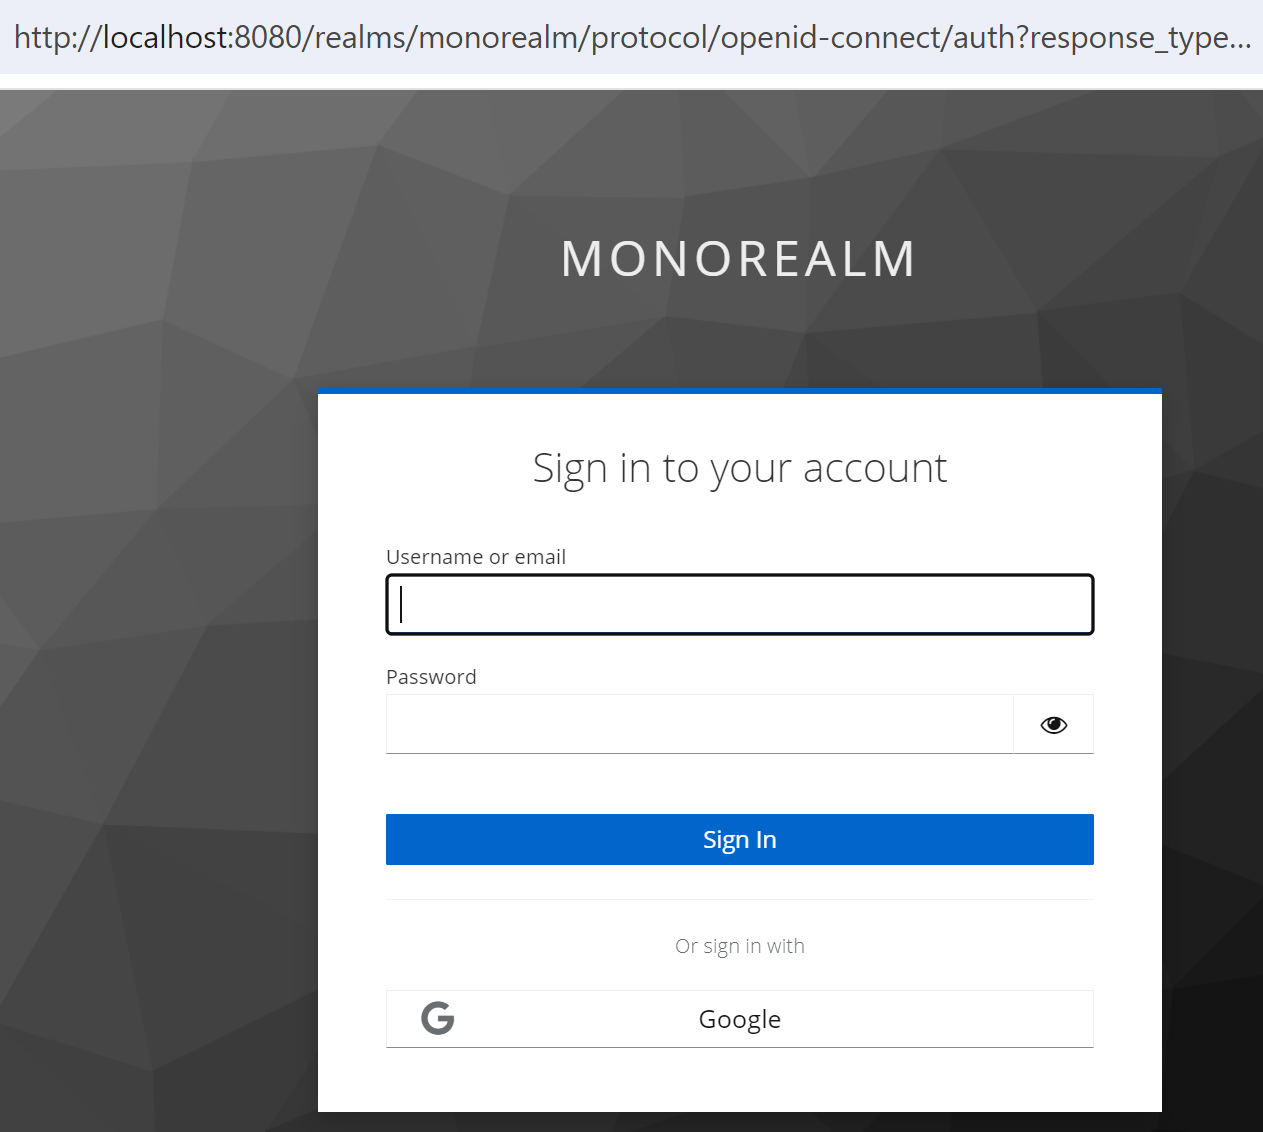 http://localhost:8080/realms/monorealm/protocol/openid-connect/auth?response_type...
MONOREALM
Sign in to your account
Username or email
Password
Sign In
Or sign in with
G Google